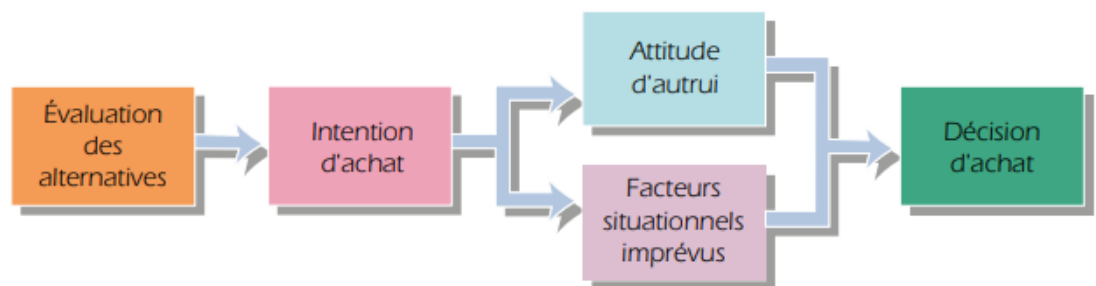 Évaluation
des
alternatives
Intention
d'achat
Attitude
d'autrui
Facteurs
situationnels
imprévus
Décision
d'achat